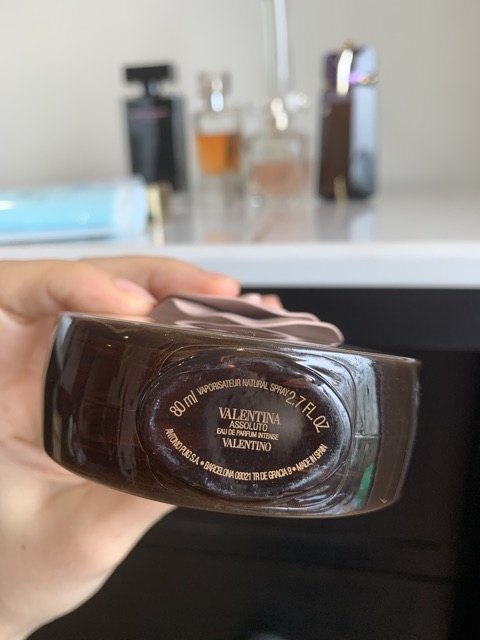 80 ml VAPORISATEUR NATURAL SPRAY 2.7 FL OZ
VALENTINA
ASSOLUTO
EAU DE PARFUM INTENSE
VALENTINO
ANTONIO PUIG S.A. • BARCELONA 08021 TR DE GRACIA 9 • MADE IN SPAIN